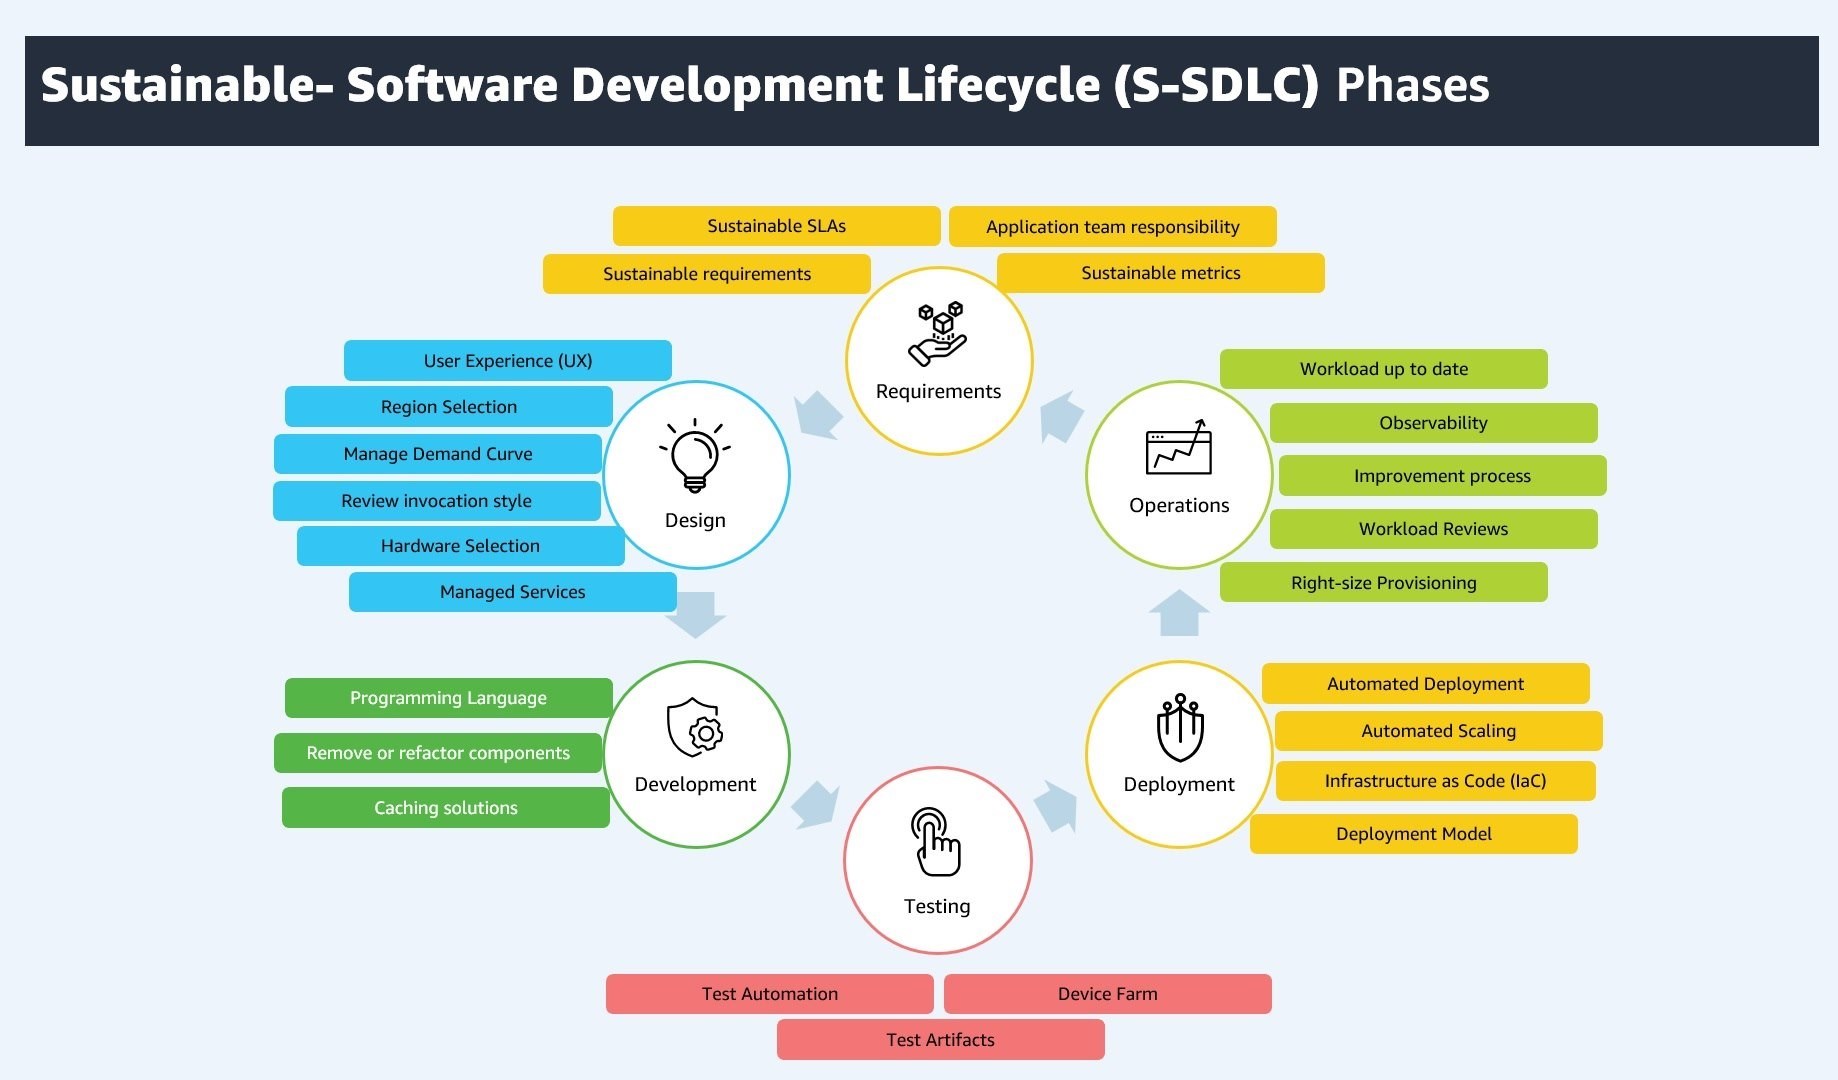 Sustainable- Software Development Lifecycle (S-SDLC) Phases
Sustainable SLAs
Application team responsibility
Sustainable requirements
Sustainable metrics
Requirements
User Experience (UX)
Region Selection
Manage Demand Curve
Review invocation style
Hardware Selection
Managed Services
Design
Workload up to date
Observability
Improvement process
Workload Reviews
Right-size Provisioning
Operations
Programming Language
Remove or refactor components
Caching solutions
Development
Automated Deployment
Automated Scaling
Infrastructure as Code (IaC)
Deployment Model
Deployment
Testing
Test Automation
Device Farm
Test Artifacts